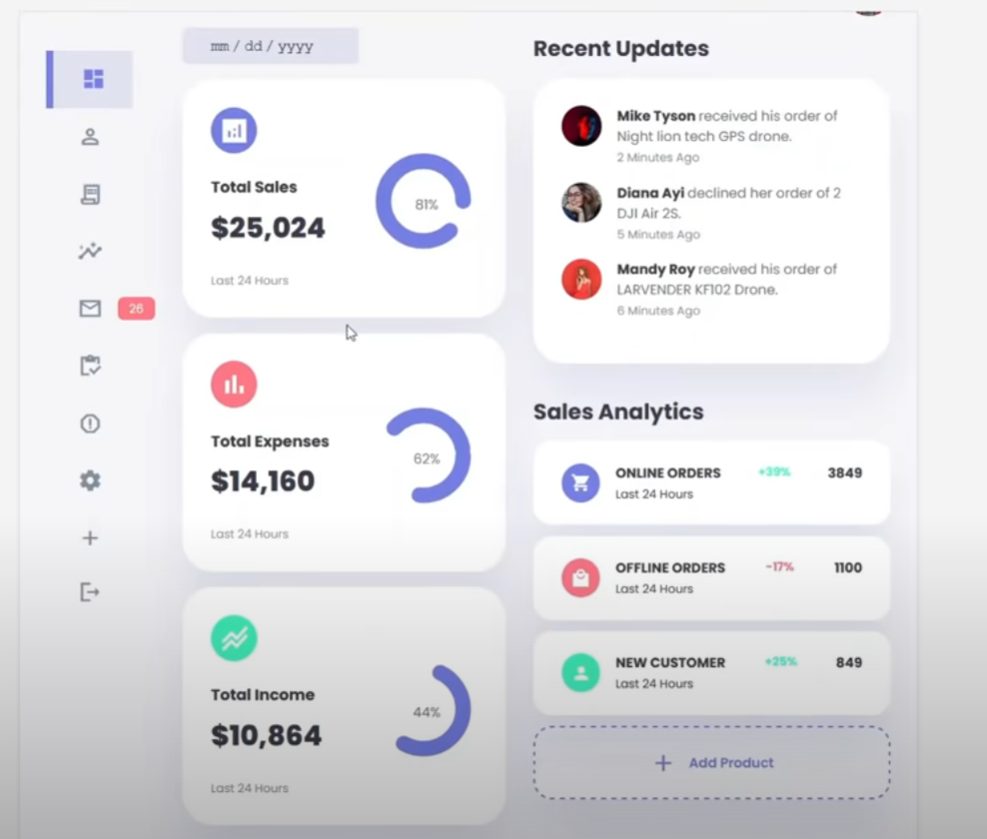 mm / dd / yyyy
Total Sales
$25,024
81%
Last 24 Hours
26
Total Expenses
$14,160
62%
Last 24 Hours
Total Income
$10,864
44%
Last 24 Hours
Recent Updates
Mike Tyson received his order of
Night lion tech GPS drone.
2 Minutes Ago
Diana Ayi declined her order of 2
DJI Air 2S.
5 Minutes Ago
Mandy Roy received his order of
LARVENDER KF102 Drone.
6 Minutes Ago
Sales Analytics
ONLINE ORDERS +39% 3849
Last 24 Hours
OFFLINE ORDERS -17% 1100
Last 24 Hours
NEW CUSTOMER +25% 849
Last 24 Hours
+ Add Product